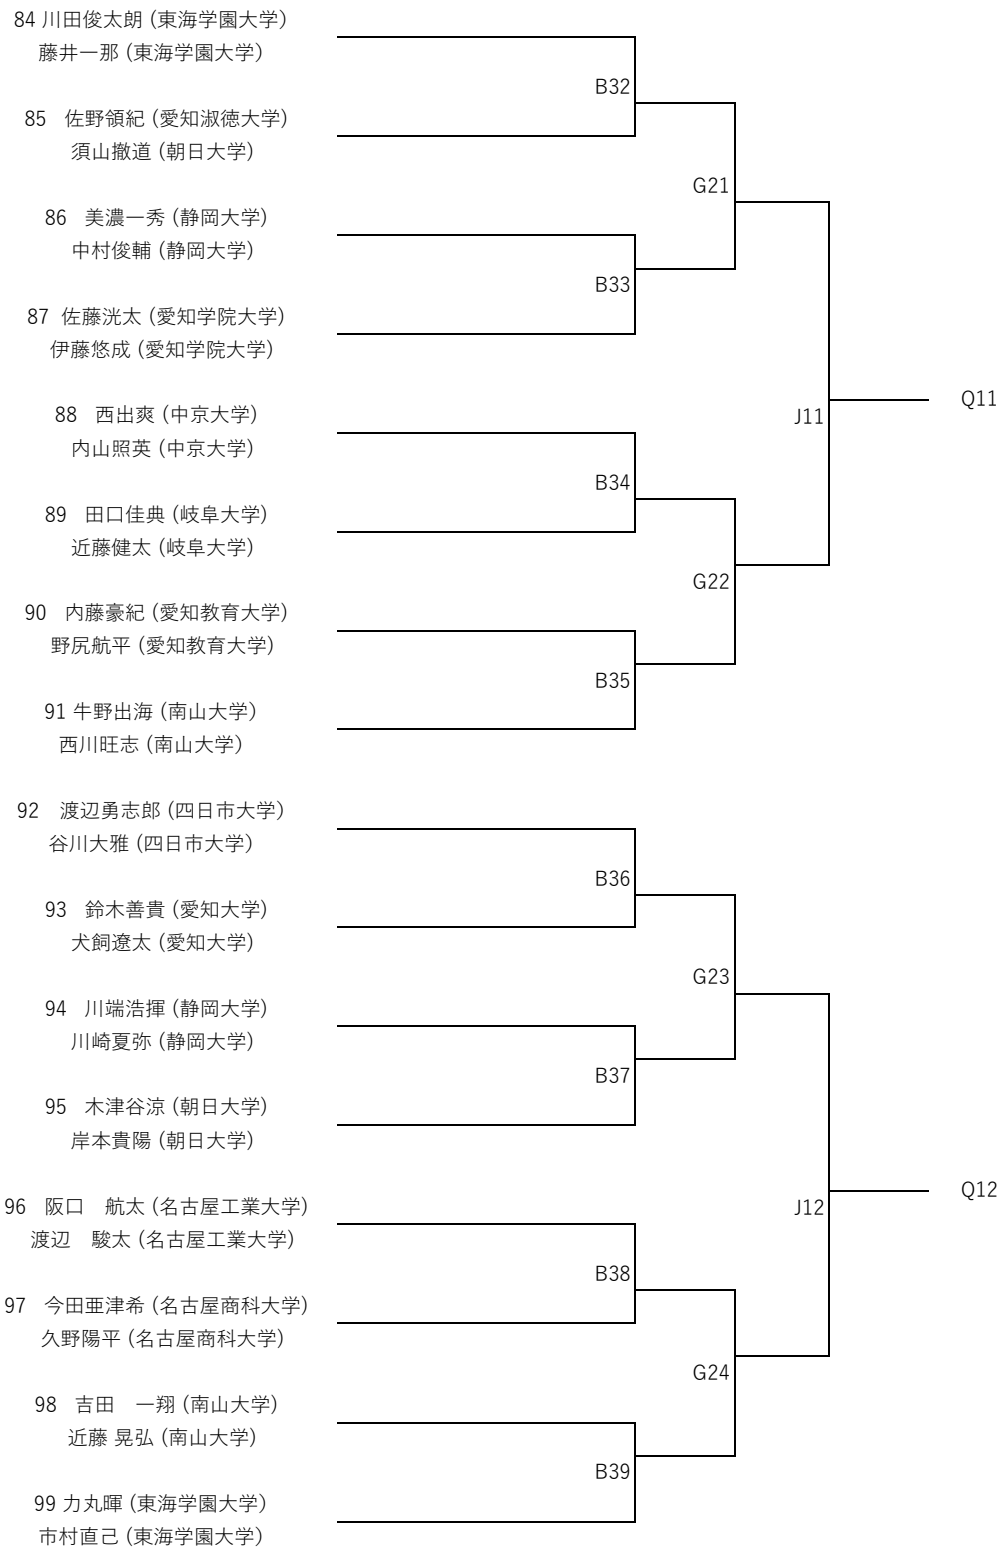 84 川田俊太朗 (東海学園大学)
藤井一那 (東海学園大学)
B32
85　佐野領紀 (愛知淑徳大学)
須山撤道 (朝日大学)
G21
86　美濃一秀 (静岡大学)
中村俊輔 (静岡大学)
B33
87 佐藤洸太 (愛知学院大学)
伊藤悠成 (愛知学院大学)
Q11
88　西出爽 (中京大学)
J11
内山照英 (中京大学)
B34
89　田口佳典 (岐阜大学)
近藤健太 (岐阜大学)
G22
90　内藤豪紀 (愛知教育大学)
野尻航平 (愛知教育大学)
B35
91 牛野出海 (南山大学)
西川旺志 (南山大学)
92　渡辺勇志郎 (四日市大学)
谷川大雅 (四日市大学)
B36
93　鈴木善貴 (愛知大学)
犬飼遼太 (愛知大学)
G23
94　川端浩揮 (静岡大学)
川崎夏弥 (静岡大学)
B37
95　木津谷涼 (朝日大学)
岸本貴陽 (朝日大学)
Q12
96　阪口　航太 (名古屋工業大学)
J12
渡辺　駿太 (名古屋工業大学)
B38
97　今田亜津希 (名古屋商科大学)
久野陽平 (名古屋商科大学)
G24
98　吉田　一翔 (南山大学)
近藤 晃弘 (南山大学)
B39
99 力丸暉 (東海学園大学)
市村直己 (東海学園大学)